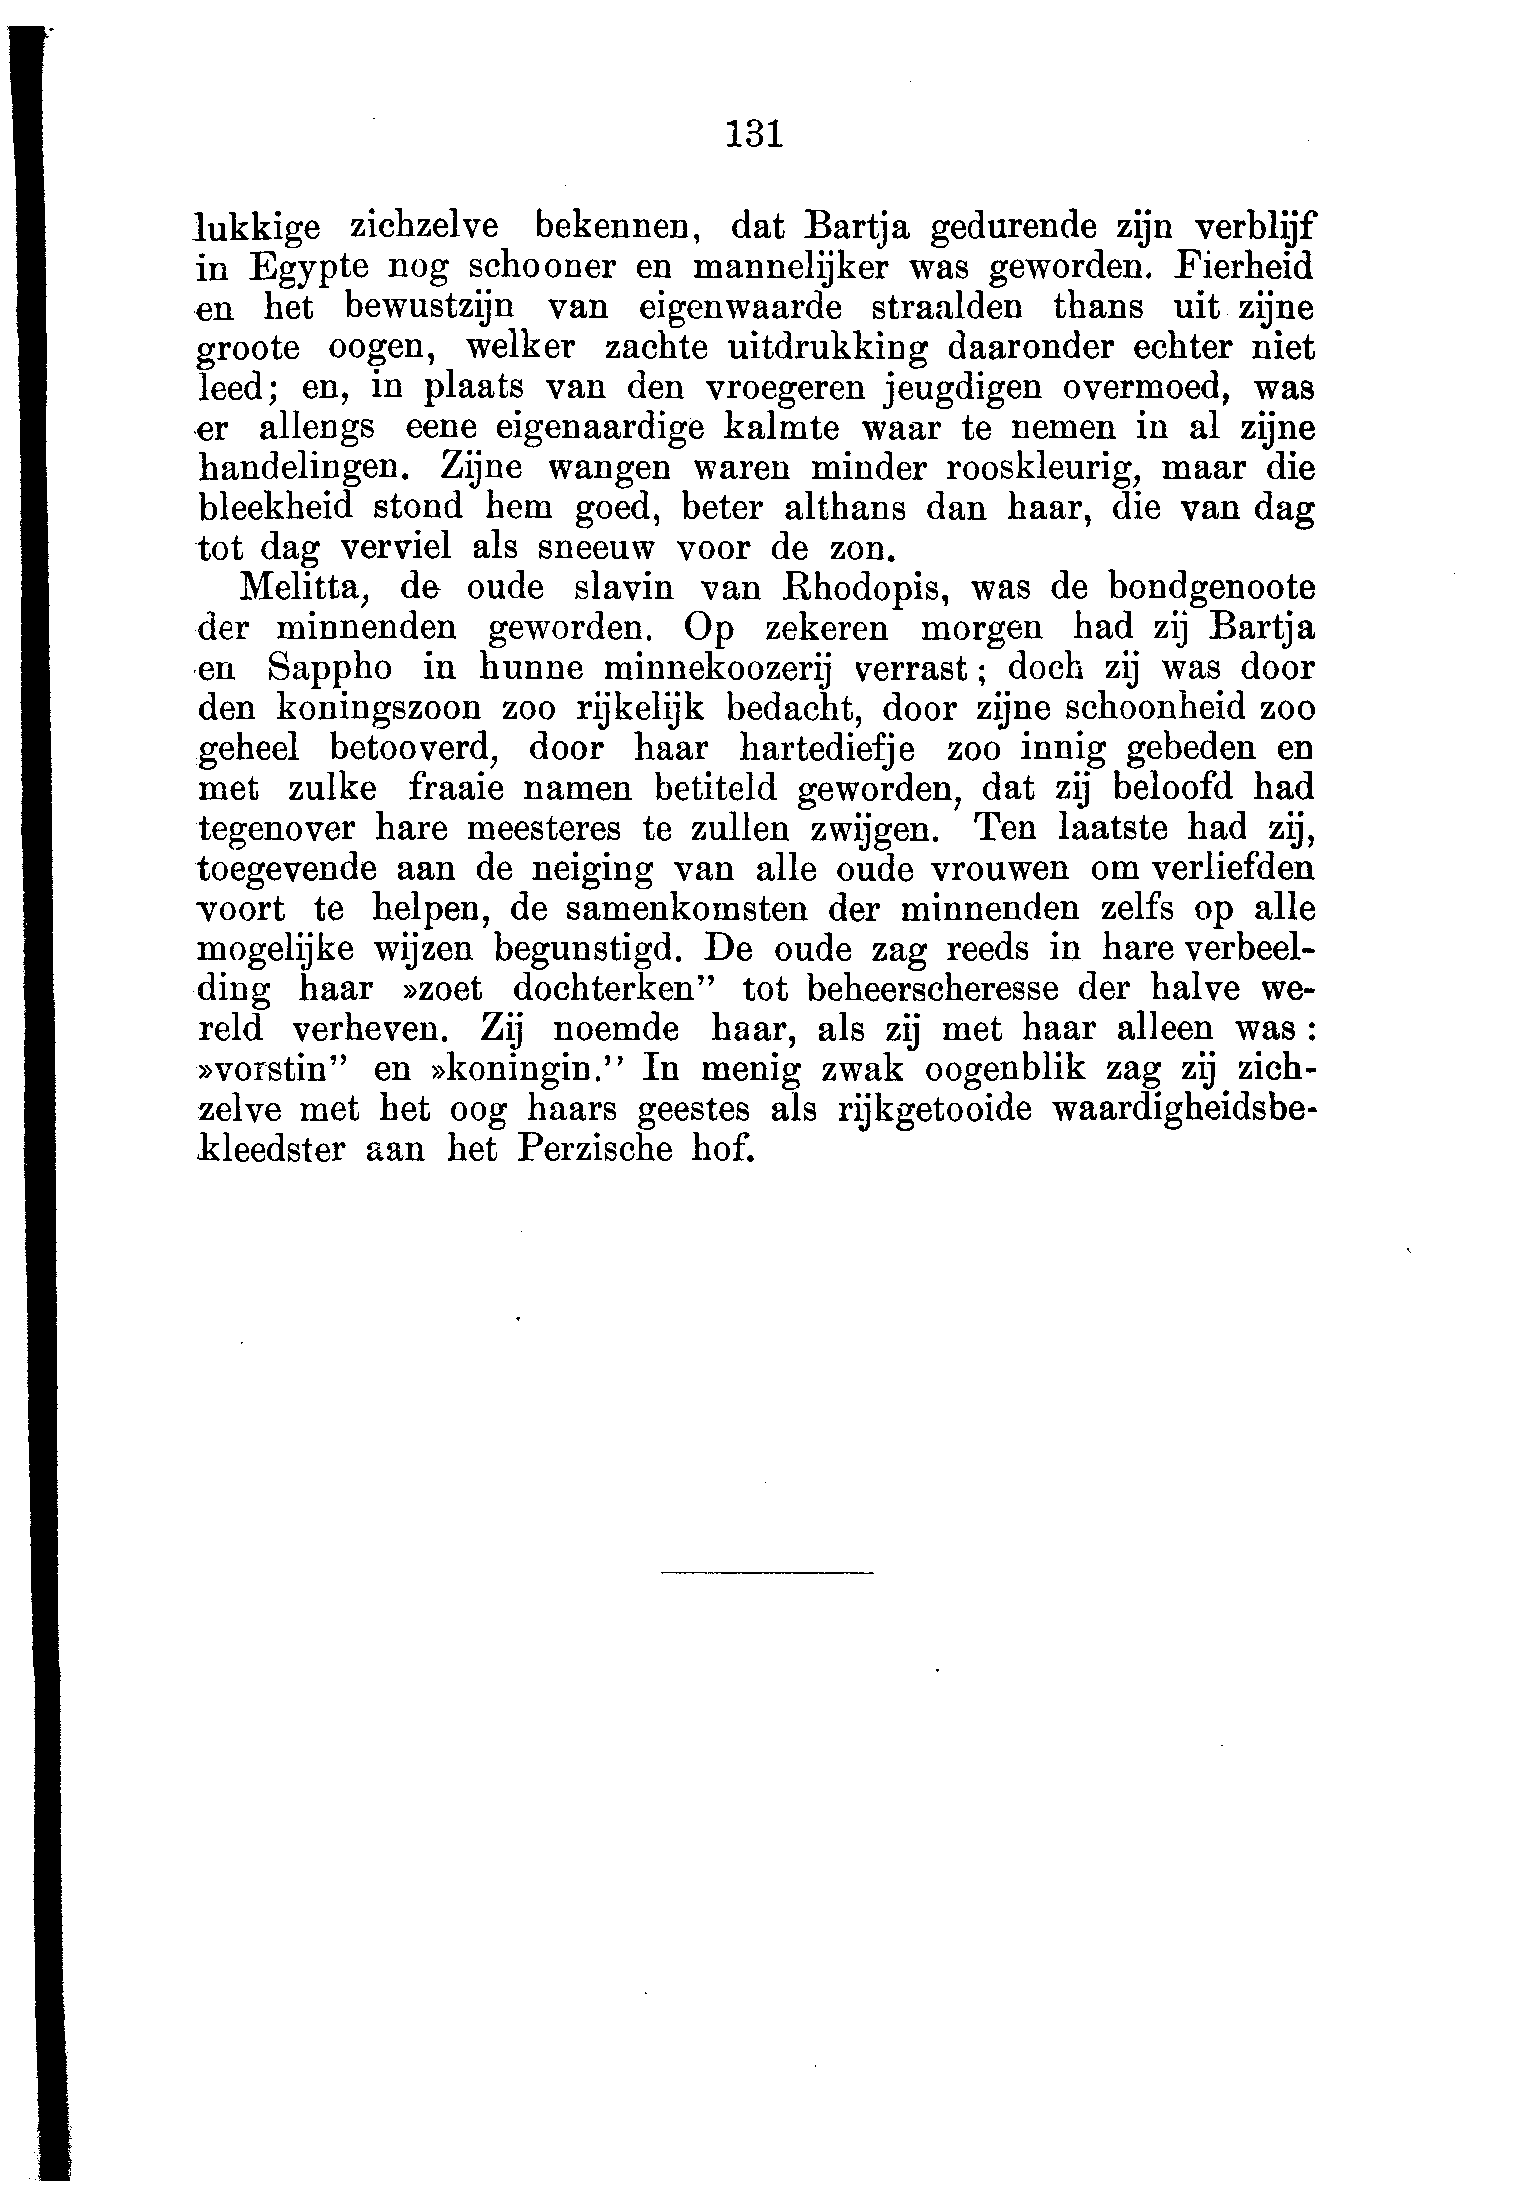 131
lukkige zichzelve bekennen, dat Bartja gedurende zijn verblijf
in Egypte nog schooner en mannelijker was geworden. Fierheid
en het bewustzijn van eigenwaarde straalden thans uit zijne
groote oogen, welker zachte uitdrukking daaronder echter niet
leed; en, in plaats van den vroegeren jeugdigen overmoed, was
er allengs eene eigenaardige kalmte waar te nemen in al zijne
handelingen. Zijne wangen waren minder rooskleurig, maar die
bleekheid stond hem goed, beter althans dan haar, die van dag
tot dag verviel als sneeuw voor de zon.
Melitta, de oude slavin van Rhodopis, was de bondgenoote
der minnenden geworden. Op zekeren morgen had zij Bartja
en Sappho in hunne minnekoozerij verrast; doch zij was door
den koningszoon zoo rijkelijk bedacht, door zijne schoonheid zoo
geheel betooverd, door haar hartediefje zoo innig gebeden en
met zulke fraaie namen betiteld geworden, dat zij beloofd had
tegenover hare meesteres te zullen zwijgen. Ten laatste had zij,
toegevende aan de neiging van alle oude vrouwen om verliefden
voort te helpen, de samenkomsten der minnenden zelfs op alle
mogelijke wijzen begunstigd. De oude zag reeds in hare verbeel-
ding haar »zoet dochterken” tot beheerscheresse der halve we-
reld verheven. Zij noemde haar, als zij met haar alleen was:
»vorstin” en »koningin.” In menig zwak oogenblik zag zij zich-
zelve met het oog haars geestes als rijkgetooide waardigheidsbe-
kleedster aan het Perzische hof.